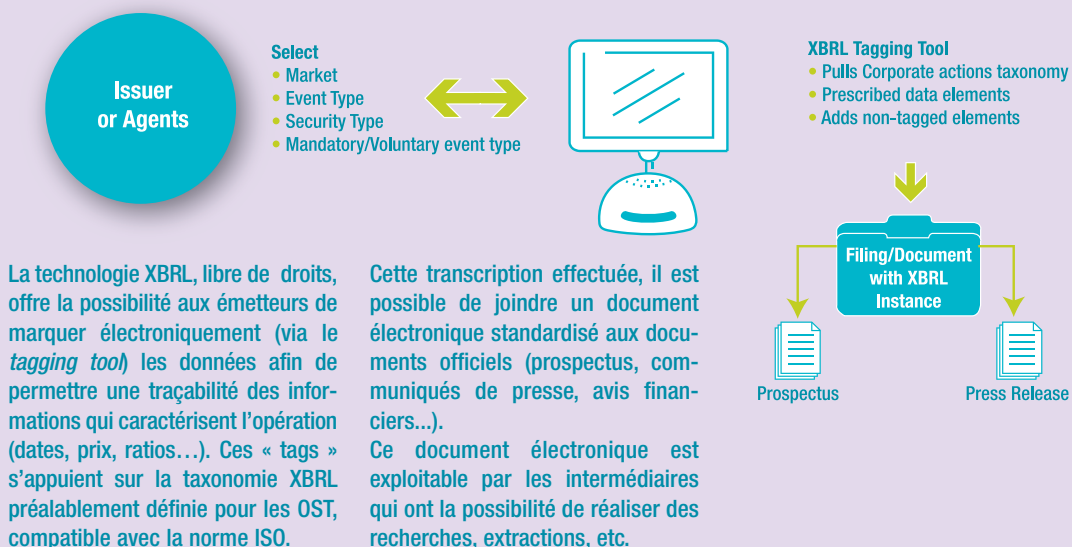 Issuer
or Agents
Select
• Market
• Event Type
• Security Type
• Mandatory/Voluntary event type
XBRL Tagging Tool
• Pulls Corporate actions taxonomy
• Prescribed data elements
• Adds non-tagged elements
Filing/Document
with XBRL
Instance
Prospectus
Press Release
La technologie XBRL, libre de droits,
offre la possibilité aux émetteurs de
marquer électroniquement (via le
tagging tool) les données afin de
permettre une traçabilité des infor-
mations qui caractérisent l'opération
(dates, prix, ratios…). Ces « tags »
s'appuient sur la taxonomie XBRL
préalablement définie pour les OST,
compatible avec la norme ISO.
Cette transcription effectuée, il est
possible de joindre un document
électronique standardisé aux docu-
ments officiels (prospectus, com-
muniqués de presse, avis finan-
ciers...).
Ce document électronique est
exploitable par les intermédiaires
qui ont la possibilité de réaliser des
recherches, extractions, etc.